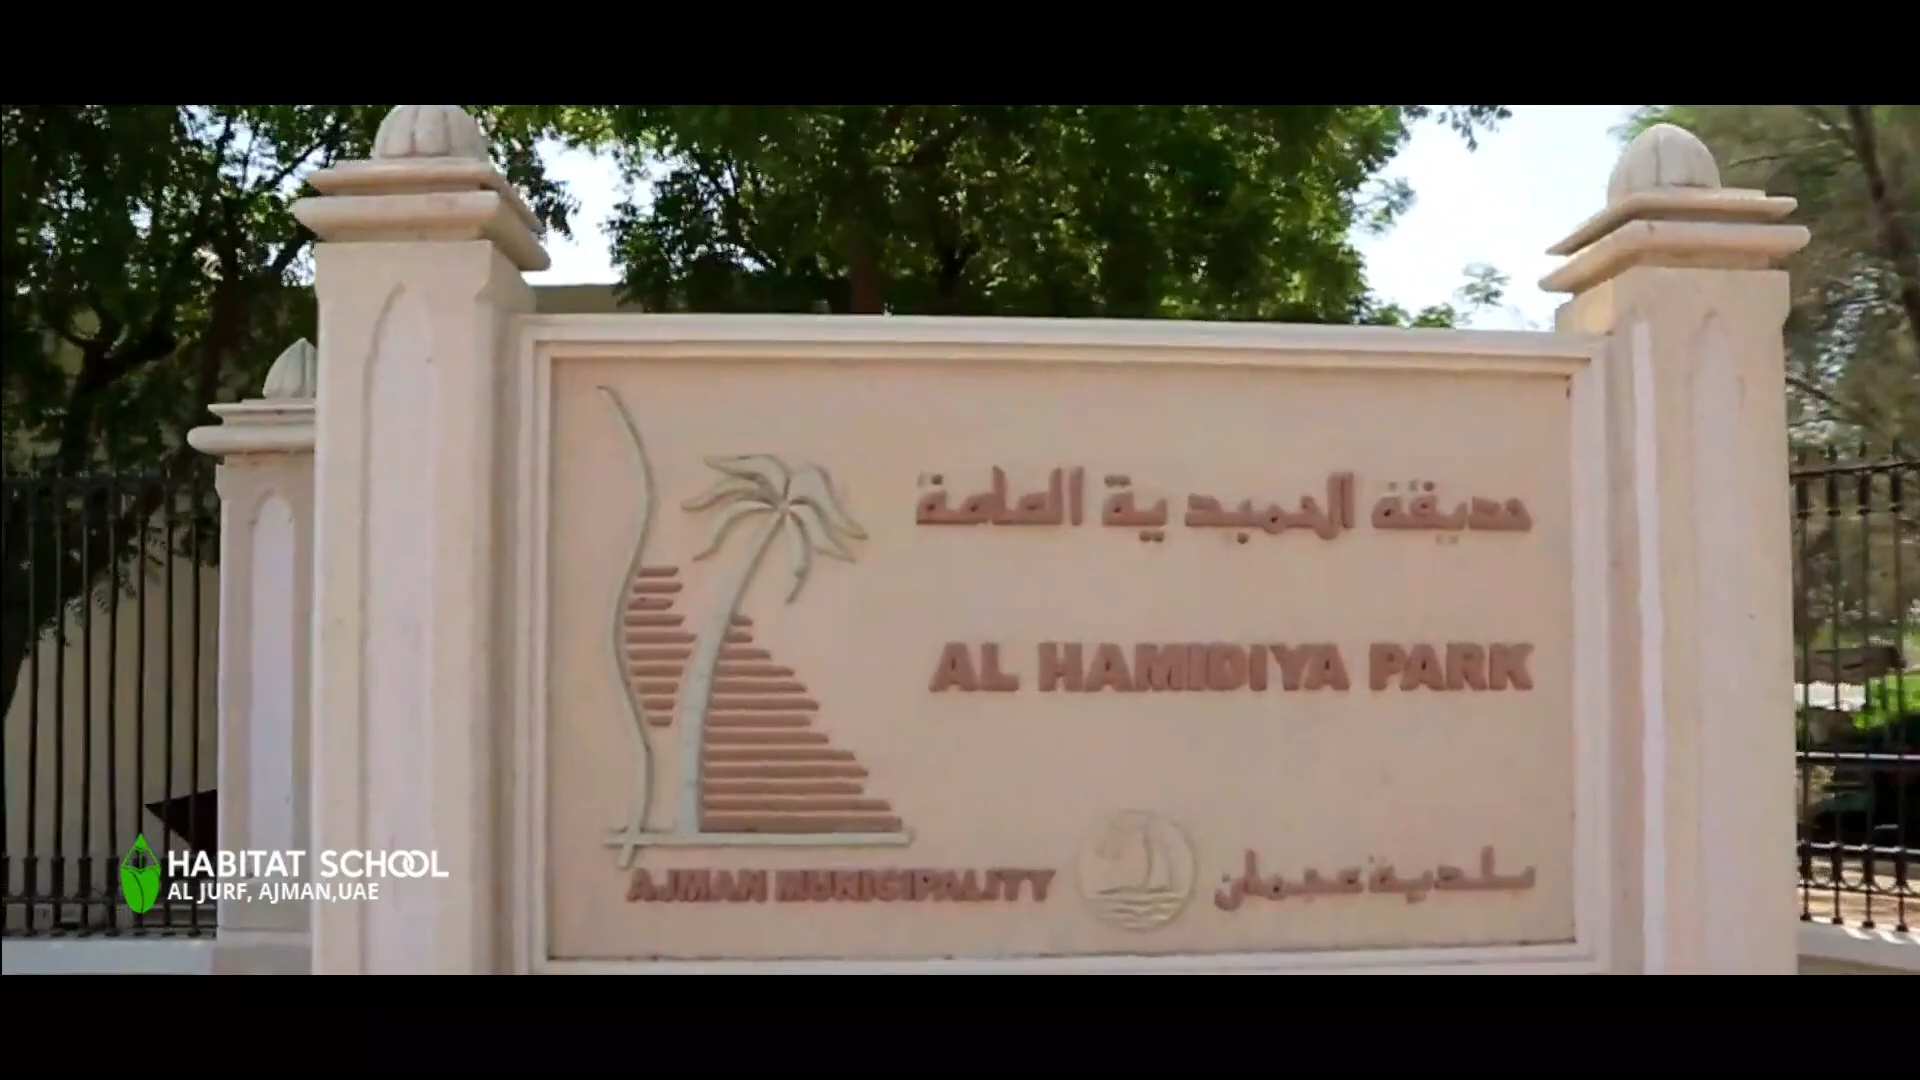 حديقة الحميدية العامة
AL HAMIDIYA PARK
AJMAN MUNICIPALITY
بلدية عجمان
HABITAT SCHOOL
AL JURF, AJMAN,UAE